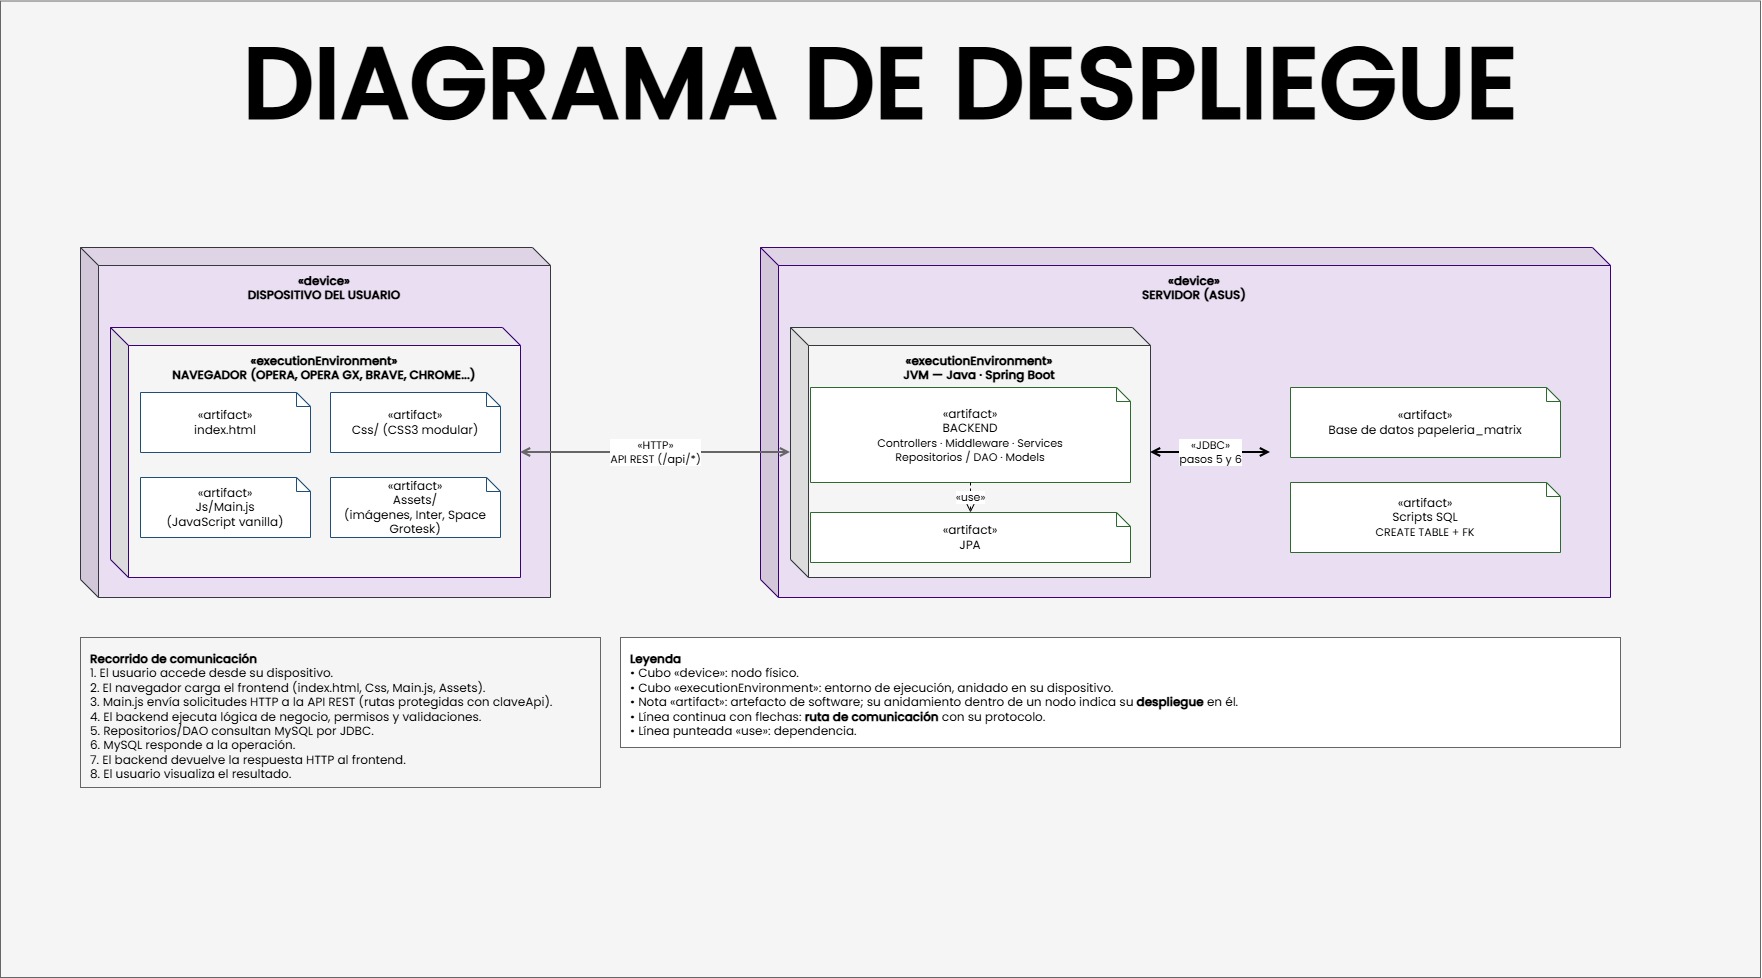 DIAGRAMA DE DESPLIEGUE
«device»
DISPOSITIVO DEL USUARIO
«executionEnvironment»
NAVEGADOR (OPERA, OPERA GX, BRAVE, CHROME...)
«artifact»
index.html
«artifact»
Css/ (CSS3 modular)
«artifact»
Js/Main.js
(JavaScript vanilla)
«artifact»
Assets/
(imágenes, Inter, Space
Grotesk)
«HTTP»
API REST (/api/*)
«device»
SERVIDOR (ASUS)
«executionEnvironment»
JVM — Java · Spring Boot
«artifact»
BACKEND
Controllers · Middleware · Services
Repositorios / DAO · Models
«use»
«artifact»
JPA
«JDBC»
pasos 5 y 6
«artifact»
Base de datos papeleria_matrix
«artifact»
Scripts SQL
CREATE TABLE + FK
Recorrido de comunicación
1. El usuario accede desde su dispositivo.
2. El navegador carga el frontend (index.html, Css, Main.js, Assets).
3. Main.js envía solicitudes HTTP a la API REST (rutas protegidas con claveApi).
4. El backend ejecuta lógica de negocio, permisos y validaciones.
5. Repositorios/DAO consultan MySQL por JDBC.
6. MySQL responde a la operación.
7. El backend devuelve la respuesta HTTP al frontend.
8. El usuario visualiza el resultado.
Leyenda
• Cubo «device»: nodo físico.
• Cubo «executionEnvironment»: entorno de ejecución, anidado en su dispositivo.
• Nota «artifact»: artefacto de software; su anidamiento dentro de un nodo indica su despliegue en él.
• Línea continua con flechas: ruta de comunicación con su protocolo.
• Línea punteada «use»: dependencia.